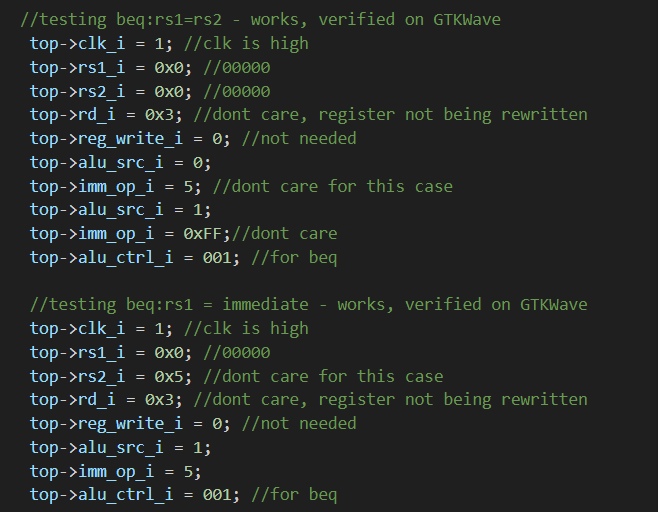 //testing beq:rs1=rs2 - works, verified on GTKWave
top->clk_i = 1; //clk is high
top->rs1_i = 0x0; //00000
top->rs2_i = 0x0; //00000
top->rd_i = 0x3; //dont care, register not being rewritten
top->reg_write_i = 0; //not needed
top->alu_src_i = 0;
top->imm_op_i = 5; //dont care for this case
top->alu_src_i = 1;
top->imm_op_i = 0xFF;//dont care
top->alu_ctrl_i = 001; //for beq
//testing beq:rs1 = immediate - works, verified on GTKWave
top->clk_i = 1; //clk is high
top->rs1_i = 0x0; //00000
top->rs2_i = 0x5; //dont care for this case
top->rd_i = 0x3; //dont care, register not being rewritten
top->reg_write_i = 0; //not needed
top->alu_src_i = 1;
top->imm_op_i = 5;
top->alu_ctrl_i = 001; //for beq